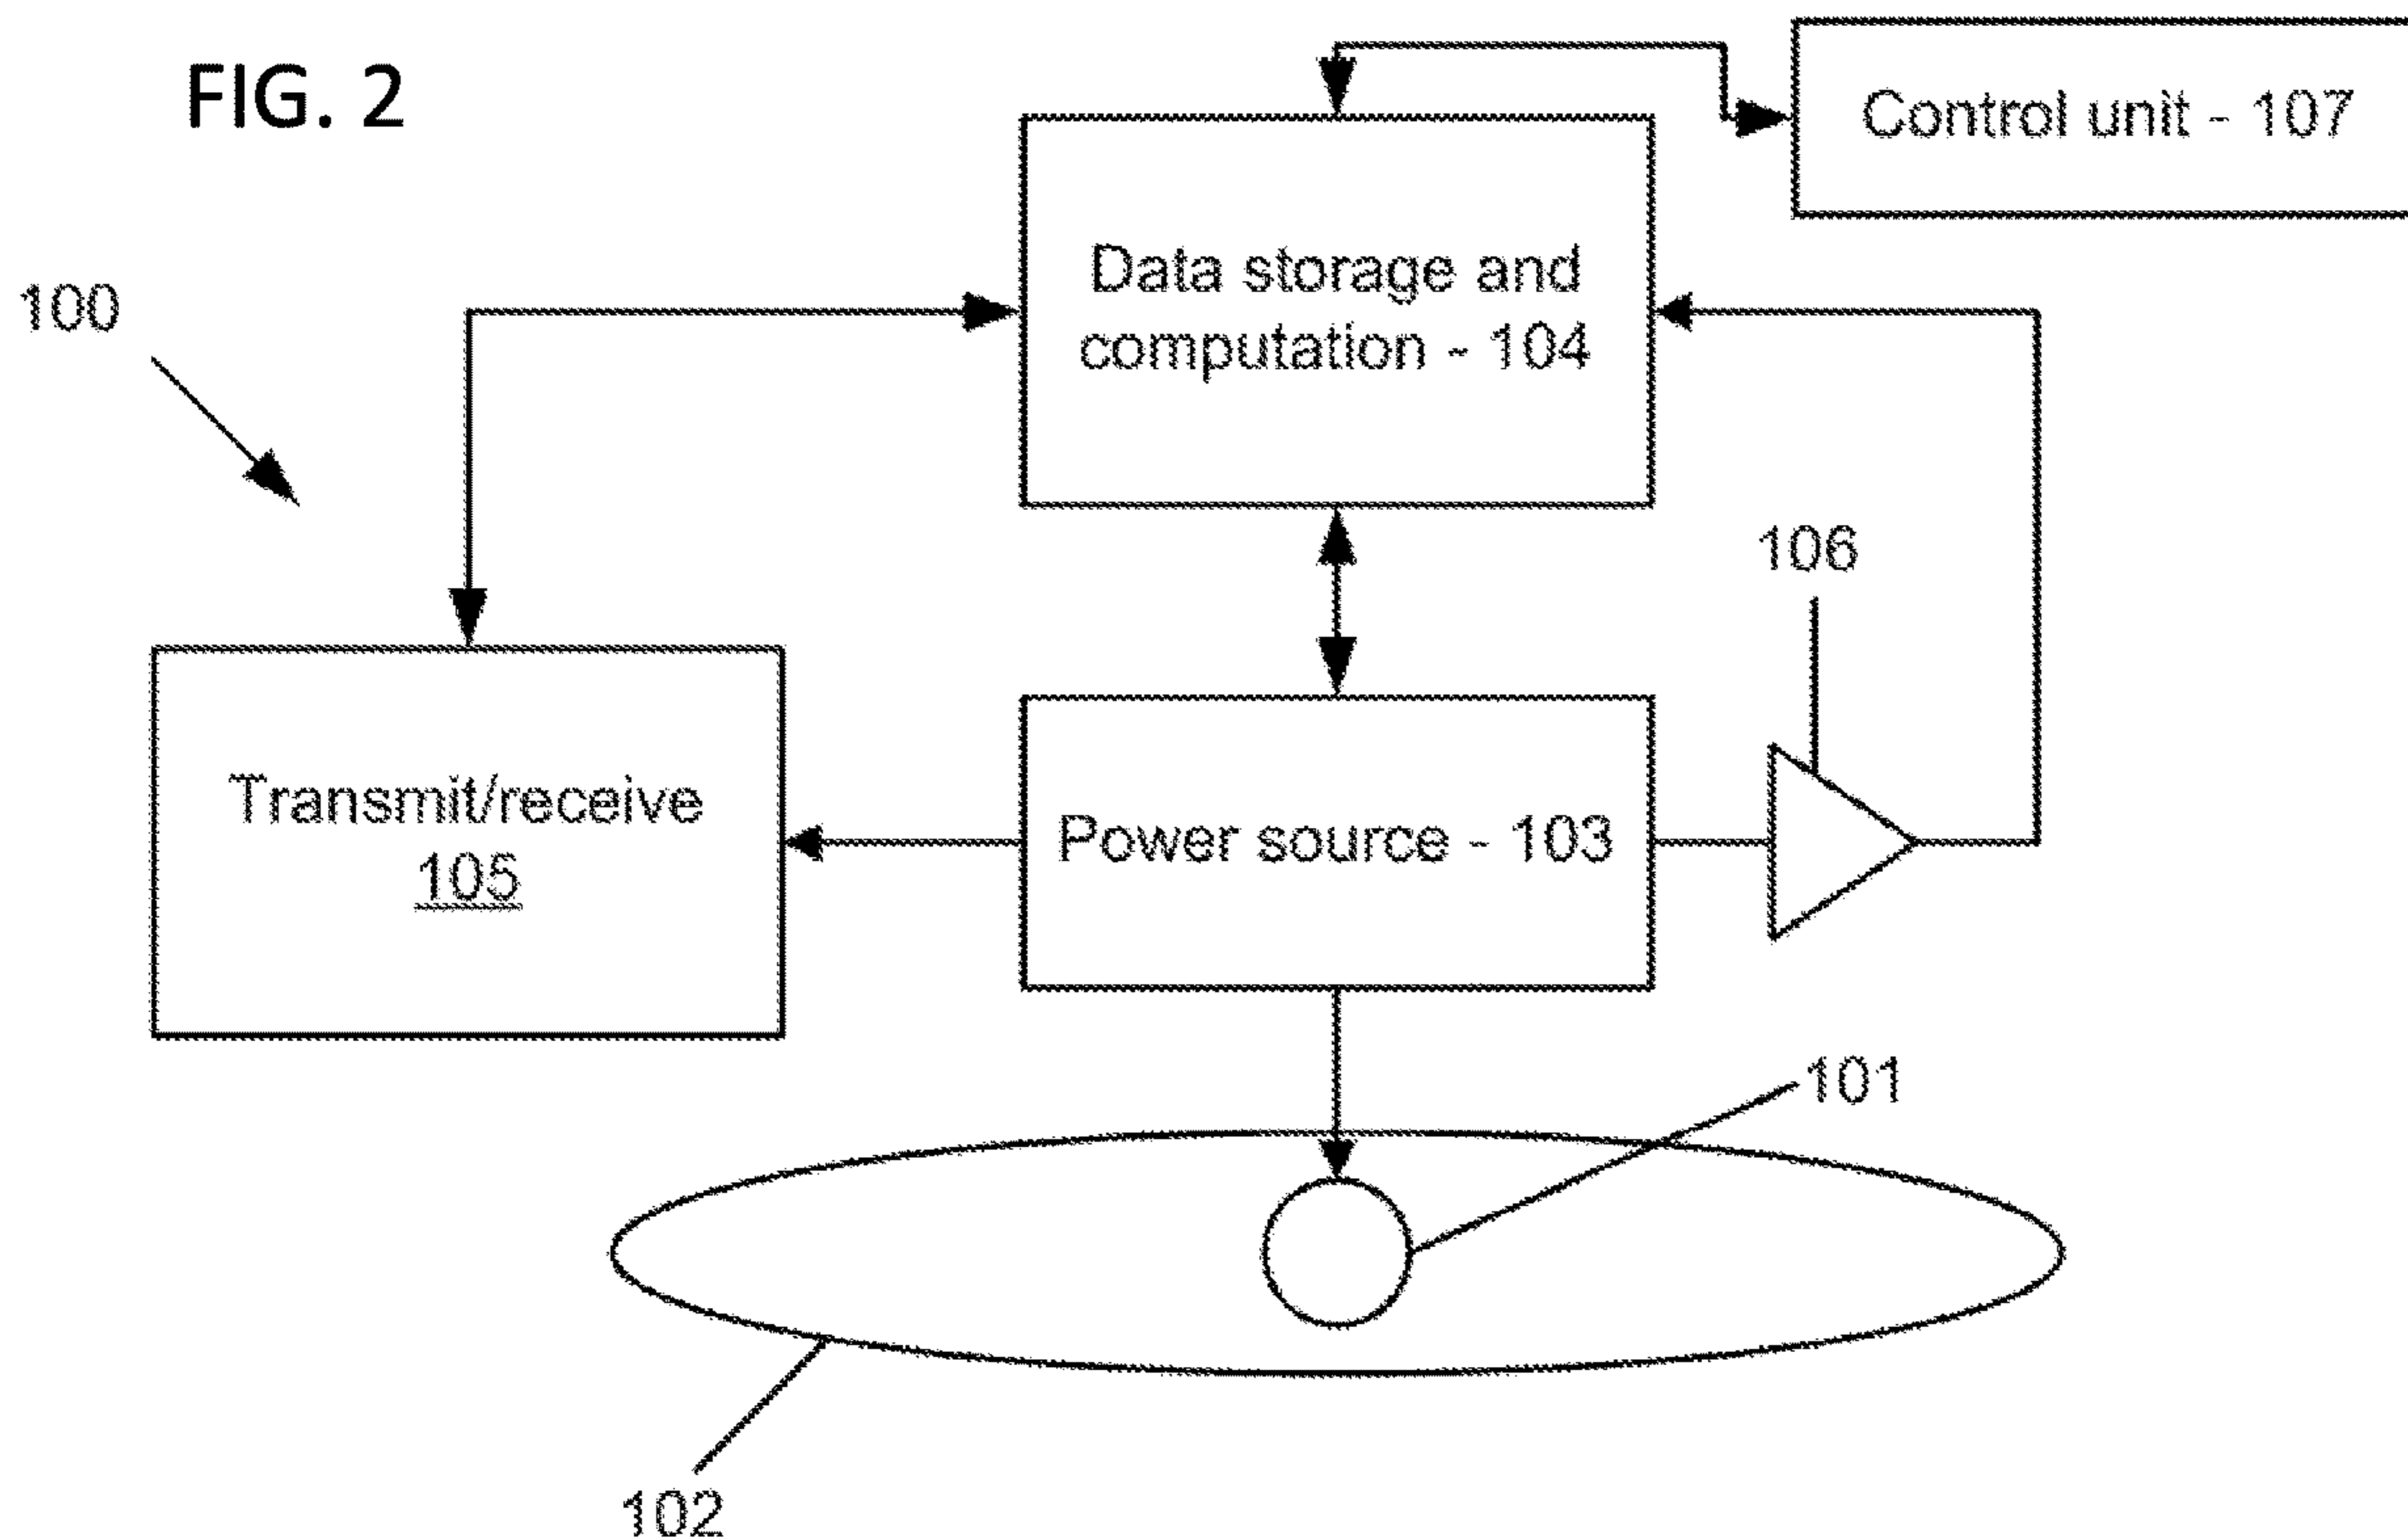 FIG. 2
Control unit - 107
Data storage and
computation - 104
100
106
Transmit/receive
105
Power source - 103
101
102